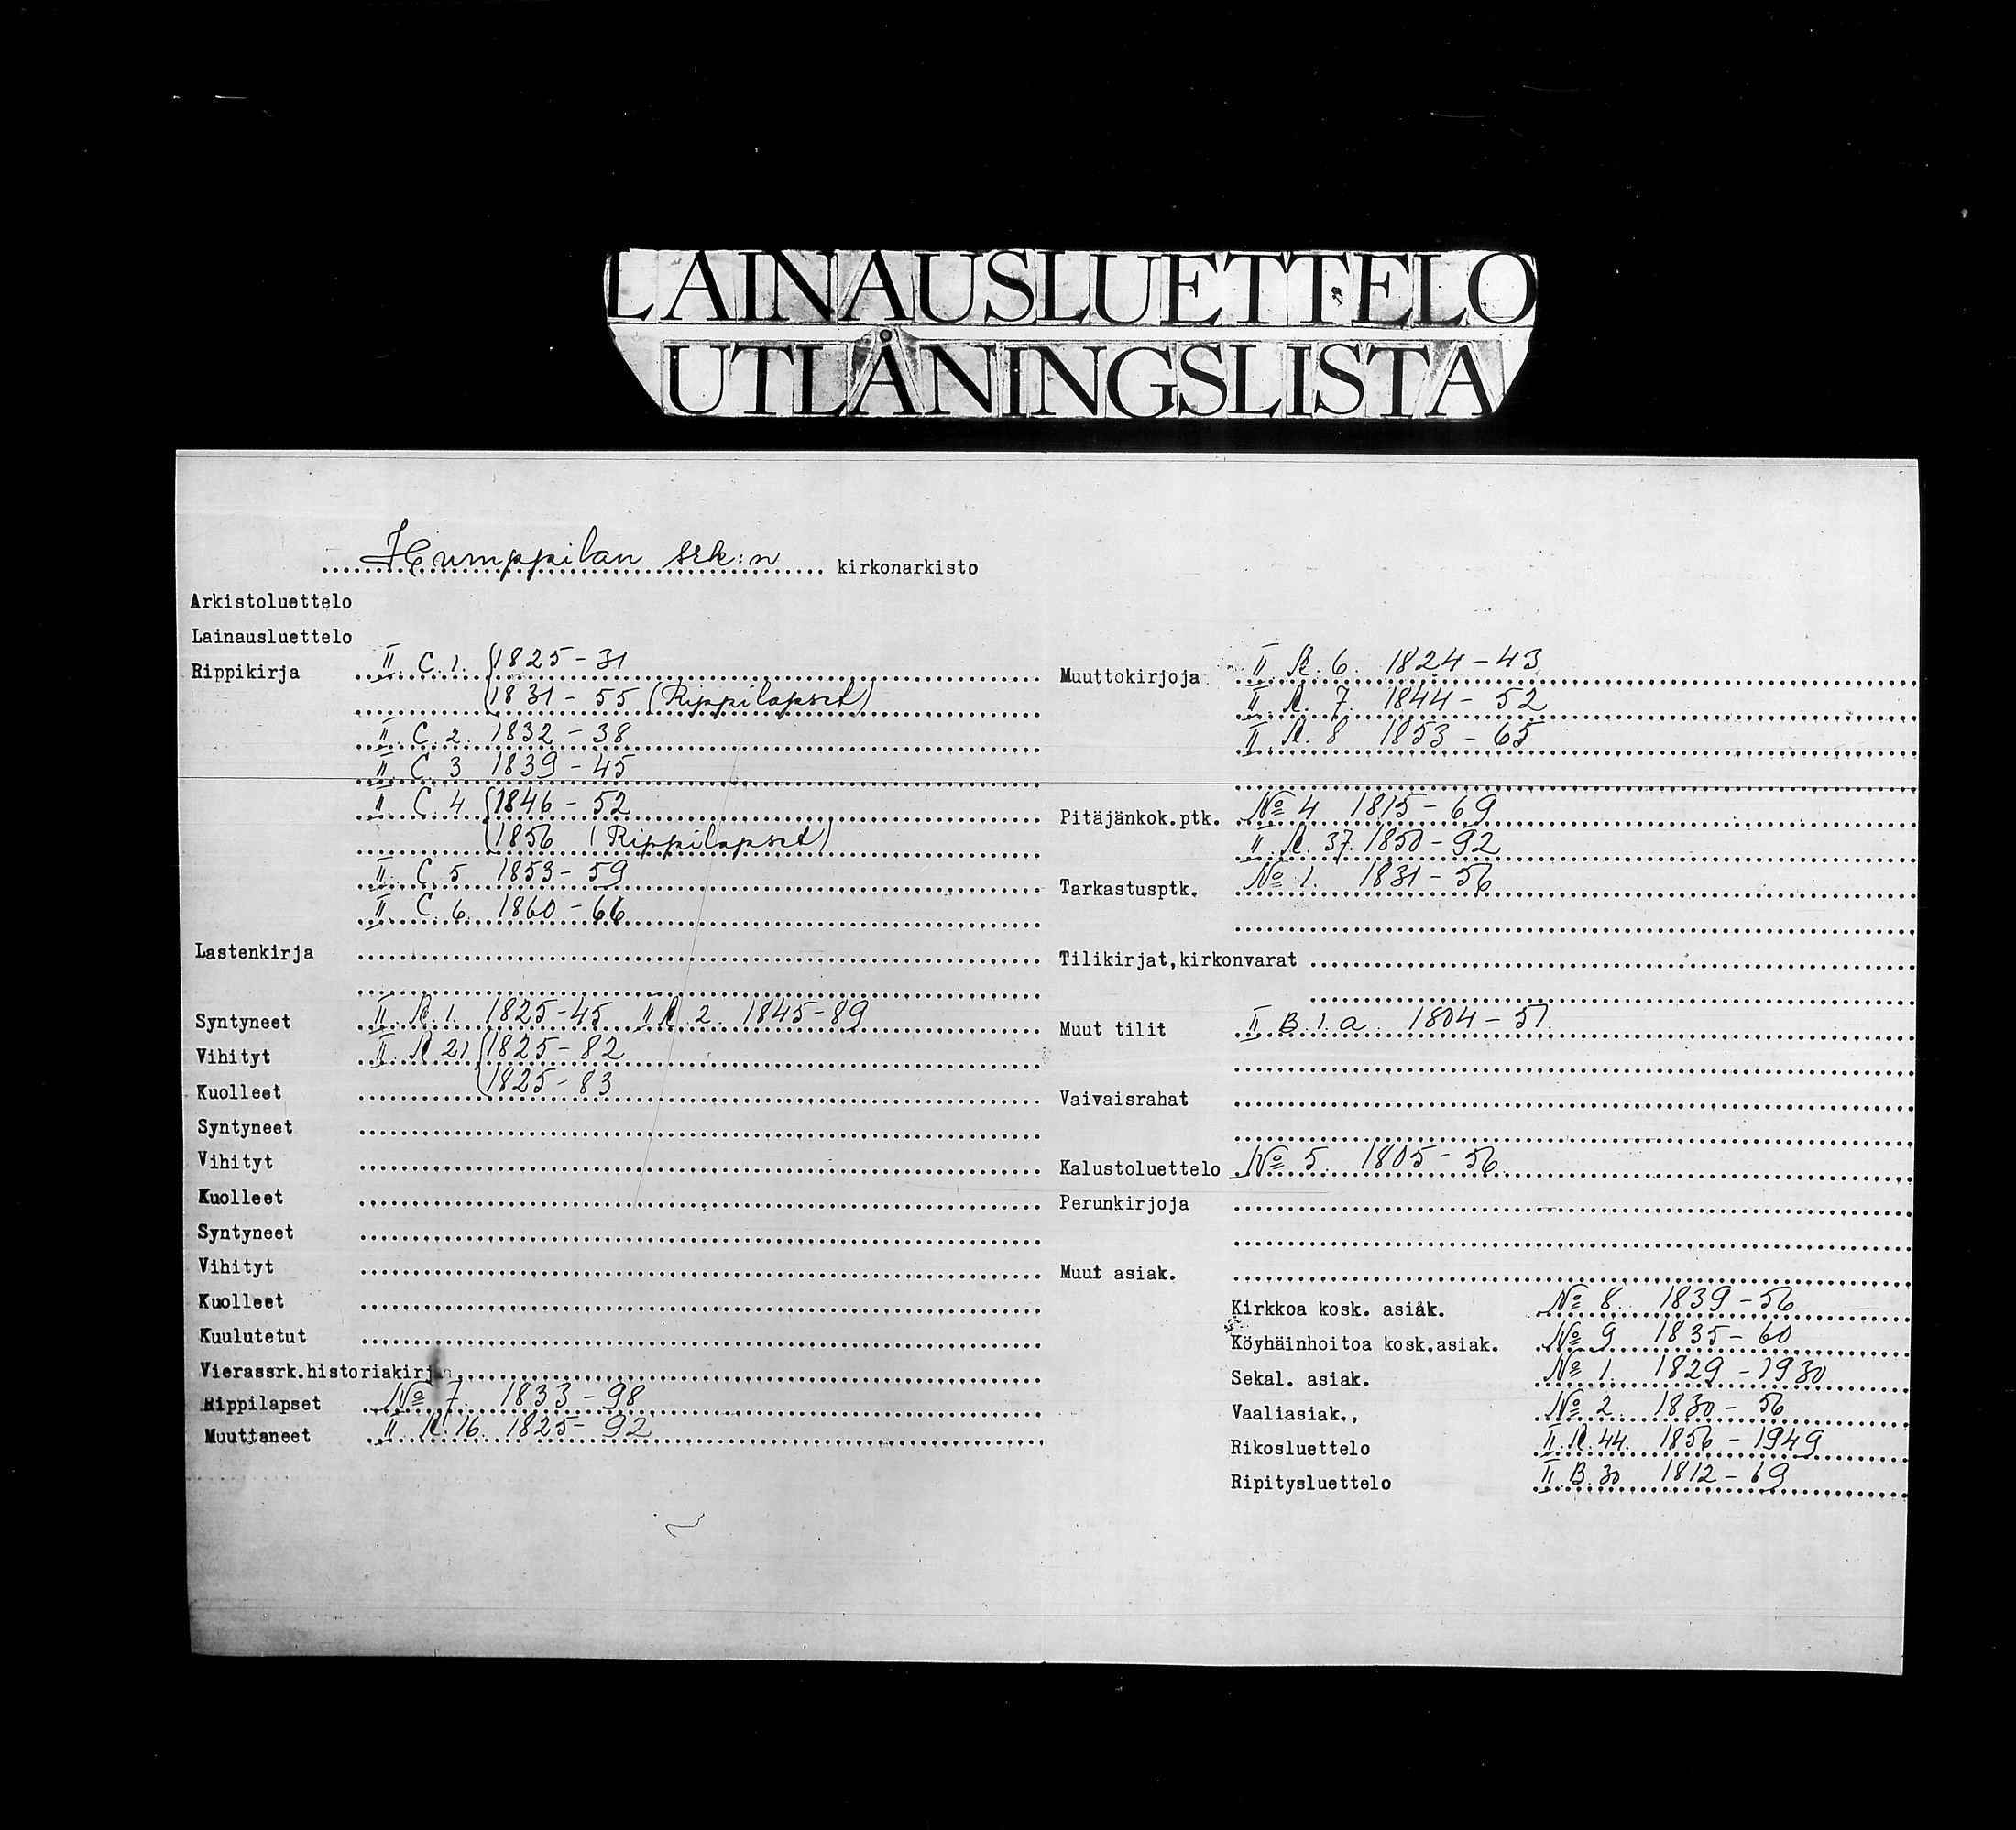 LAINAUSLUETTELO
UTLÅNINGSLISTA
Humppilan srk:n kirkonarkisto
Arkistoluettelo
Lainausluettelo
Rippikirja II C. 1. 1825-31
1831-55 (Rippilapset)
II C. 2. 1832-38
II C. 3 1839-45
II C. 4 1846-52
1856 (Rippilapset)
II C. 5 1853-59
II C. 6. 1860-66
Lastenkirja
Syntyneet II R. 1. 1825-45 II R 2. 1845-89
Vihityt II R 21 1825-82
Kuolleet 1825-83
Syntyneet
Vihityt
Kuolleet
Syntyneet
Vihityt
Kuolleet
Kuulutetut
Vierassrk.historiakirja
Rippilapset No 7. 1833-98
Muuttaneet II R. 16. 1825-92
Muuttokirjoja II R. 6. 1824-43
II R. 7. 1844-52
II R. 8 1853-65
Pitäjänkok.ptk. No 4 1815-69
II R. 37. 1850-92
Tarkastusptk. No 1. 1831-56
Tilikirjat,kirkonvarat
Muut tilit II B. 1. a. 1804-51
Vaivaisrahat
Kalustoluettelo No 5. 1805-56
Perunkirjoja
Muut asiak.
Kirkkoa kosk. asiak. No 8. 1839-56
Köyhäinhoitoa kosk.asiak. No 9 1835-60
Sekal. asiak. No 1. 1829-1930
Vaaliasiak., No 2. 1830-56
Rikosluettelo II R. 44. 1856-1949
Ripitysluettelo II B. 30 1812-69